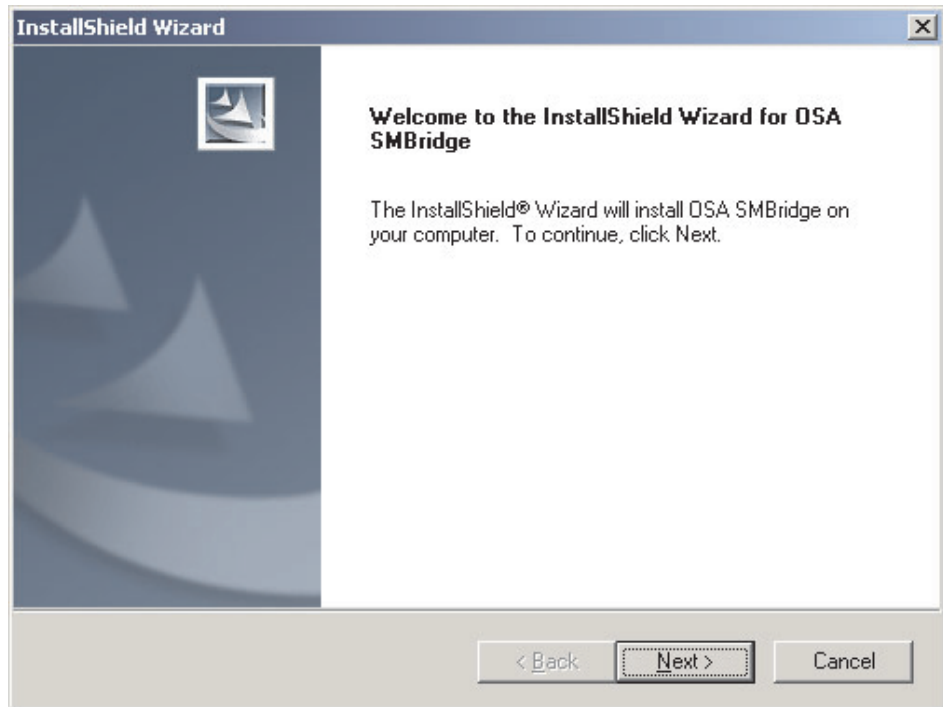 InstallShield Wizard
Welcome to the InstallShield Wizard for OSA
SMBridge
The InstallShield® Wizard will install OSA SMBridge on
your computer.  To continue, click Next.
< Back
Next >
Cancel